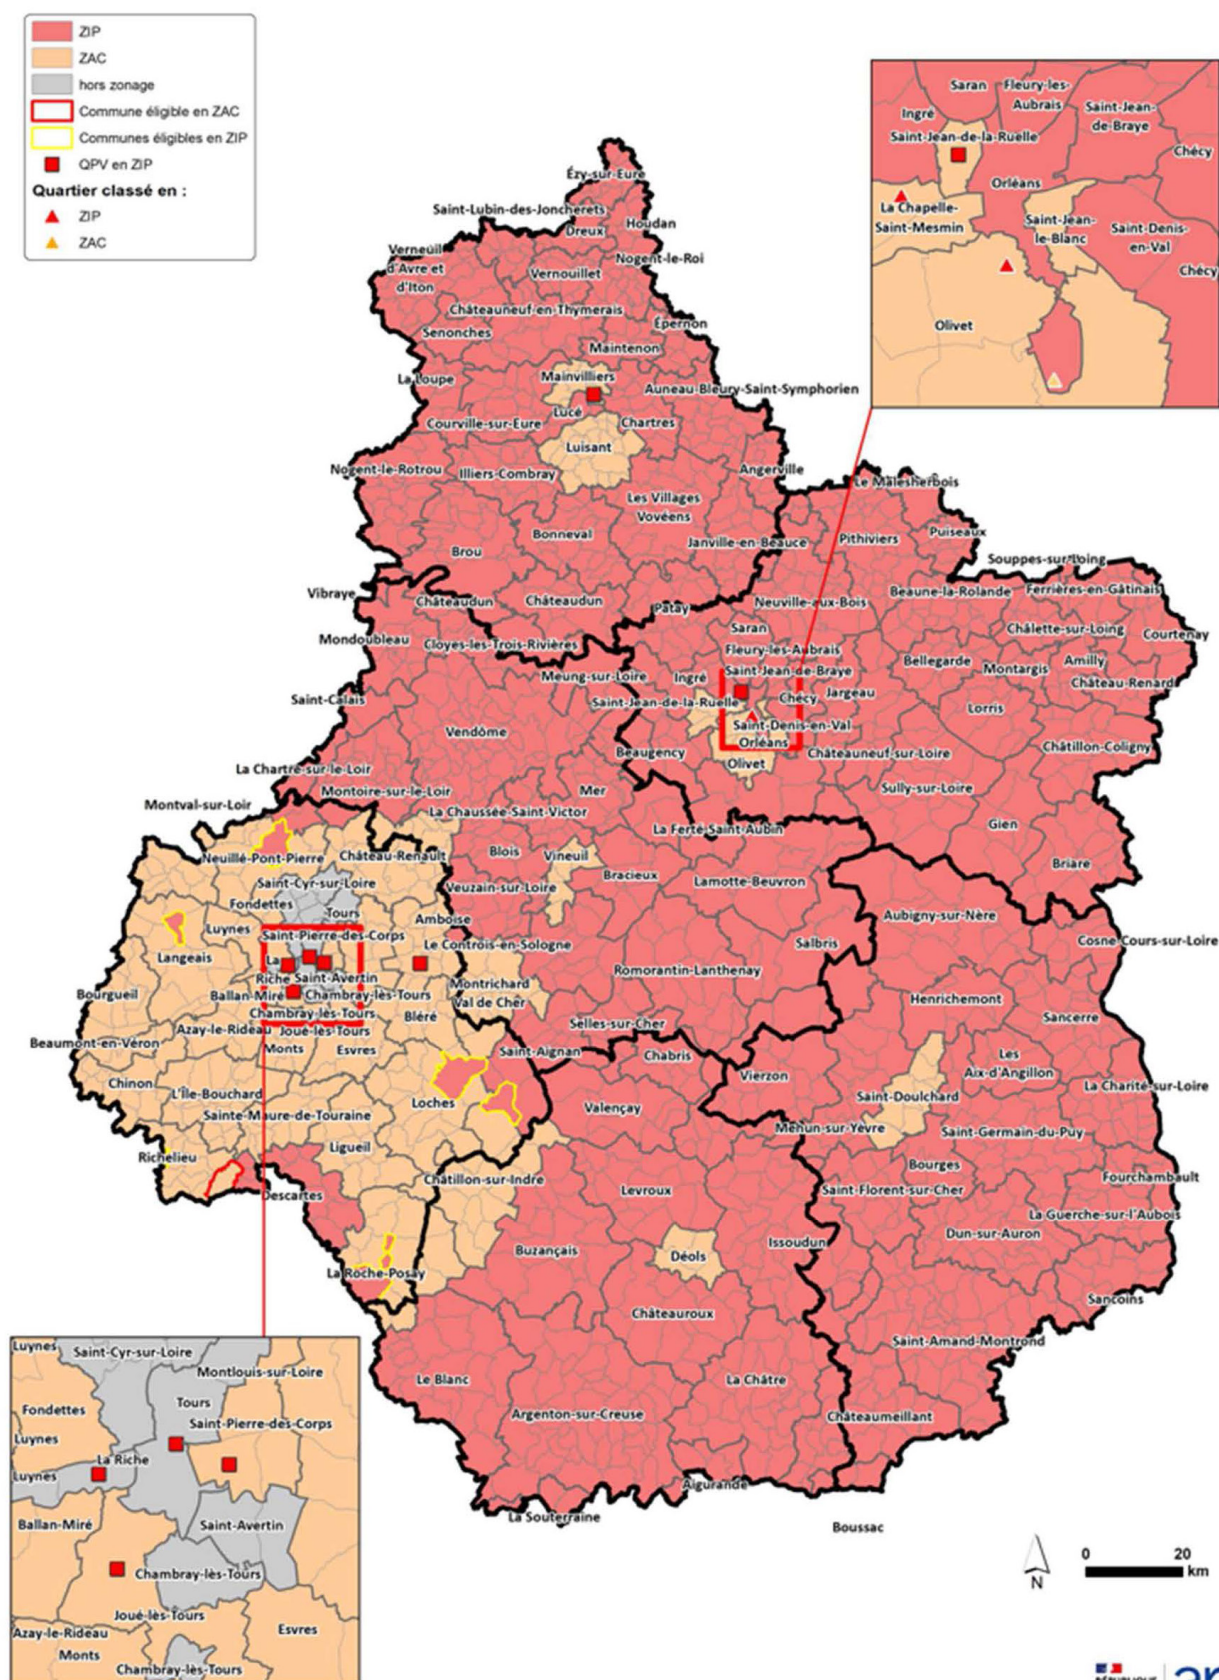 ZIP
ZAC
hors zonage
Commune éligible en ZAC
Communes éligibles en ZIP
QPV en ZIP
Quartier classé en :
ZIP
ZAC
Saran
Fleury-les-
Aubrais
Saint-Jean-
de-Braye
Ingré
Saint-Jean-de-la-Ruelle
Chécy
Orléans
La Chapelle-
Saint-Mesmin
Saint-Jean-
le-Blanc
Saint-Denis-
en-Val
Chécy
Olivet
Ézy-sur-Eure
Saint-Lubin-des-Joncherets
Dreux
Houdan
Verneuil
d'Avre et
d'Iton
Nogent-le-Roi
Vernouillet
Châteauneuf-en-Thymerais
Senonches
Épernon
Maintenon
La Loupe
Mainvilliers
Auneau-Bleury-Saint-Symphorien
Lucé
Courville-sur-Eure
Chartres
Luisant
Nogent-le-Rotrou
Illiers-Combray
Angerville
Le Malesherbois
Les Villages
Vovéens
Bonneval
Janville-en-Beauce
Pithiviers
Puiseaux
Brou
Souppes-sur-Loing
Vibraye
Châteaudun
Châteaudun
Patay
Neuville-aux-Bois
Beaune-la-Rolande
Ferrières-en-Gâtinais
Mondoubleau
Cloyes-les-Trois-Rivières
Saran
Châlette-sur-Loing
Courtenay
Fleury-les-Aubrais
Bellegarde
Montargis
Amilly
Meung-sur-Loire
Ingré
Saint-Jean-de-Braye
Château-Renard
Saint-Calais
Saint-Jean-de-la-Ruelle
Chécy
Jargeau
Lorris
Vendôme
Saint-Denis-en-Val
Orléans
Beaugency
Olivet
Châteauneuf-sur-Loire
Châtillon-Coligny
La Chartre-sur-le-Loir
Montoire-sur-le-Loir
Mer
Sully-sur-Loire
Montval-sur-Loir
La Chaussée-Saint-Victor
La Ferté-Saint-Aubin
Gien
Neuillé-Pont-Pierre
Château-Renault
Blois
Vineuil
Briare
Saint-Cyr-sur-Loire
Veuzain-sur-Loire
Bracieux
Lamotte-Beuvron
Fondettes
Tours
Amboise
Aubigny-sur-Nère
Luynes
Saint-Pierre-des-Corps
Le Controis-en-Sologne
Salbris
Cosne-Cours-sur-Loire
Langeais
La
Riche
Saint-Avertin
Romorantin-Lanthenay
Bourgueil
Ballan-Miré
Chambray-lès-Tours
Montrichard
Val de Cher
Henrichemont
Chambray-lès-Tours
Bléré
Selles-sur-Cher
Sancerre
Azay-le-Rideau
Joué-lès-Tours
Beaumont-en-Véron
Monts
Esvres
Saint-Aignan
Chabris
Les
Aix-d'Angillon
Chinon
L'Île-Bouchard
Loches
Vierzon
La Charité-sur-Loire
Sainte-Maure-de-Touraine
Valençay
Saint-Doulchard
Ligueil
Mehun-sur-Yèvre
Saint-Germain-du-Puy
Richelieu
Bourges
Châtillon-sur-Indre
Fourchambault
Descartes
Levroux
Saint-Florent-sur-Cher
La Guerche-sur-l'Aubois
Dun-sur-Auron
Buzançais
Déols
Issoudun
La Roche-Posay
Châteauroux
Sancoins
Saint-Amand-Montrond
Le Blanc
La Châtre
Argenton-sur-Creuse
Châteaumeillant
Aigurande
La Souterraine
Boussac
Luynes
Saint-Cyr-sur-Loire
Montlouis-sur-Loire
Tours
Fondettes
Saint-Pierre-des-Corps
Luynes
La Riche
Luynes
Ballan-Miré
Saint-Avertin
Chambray-lès-Tours
Joué-lès-Tours
Azay-le-Rideau
Esvres
Monts
Chambray-lès-Tours
N
0 20
km